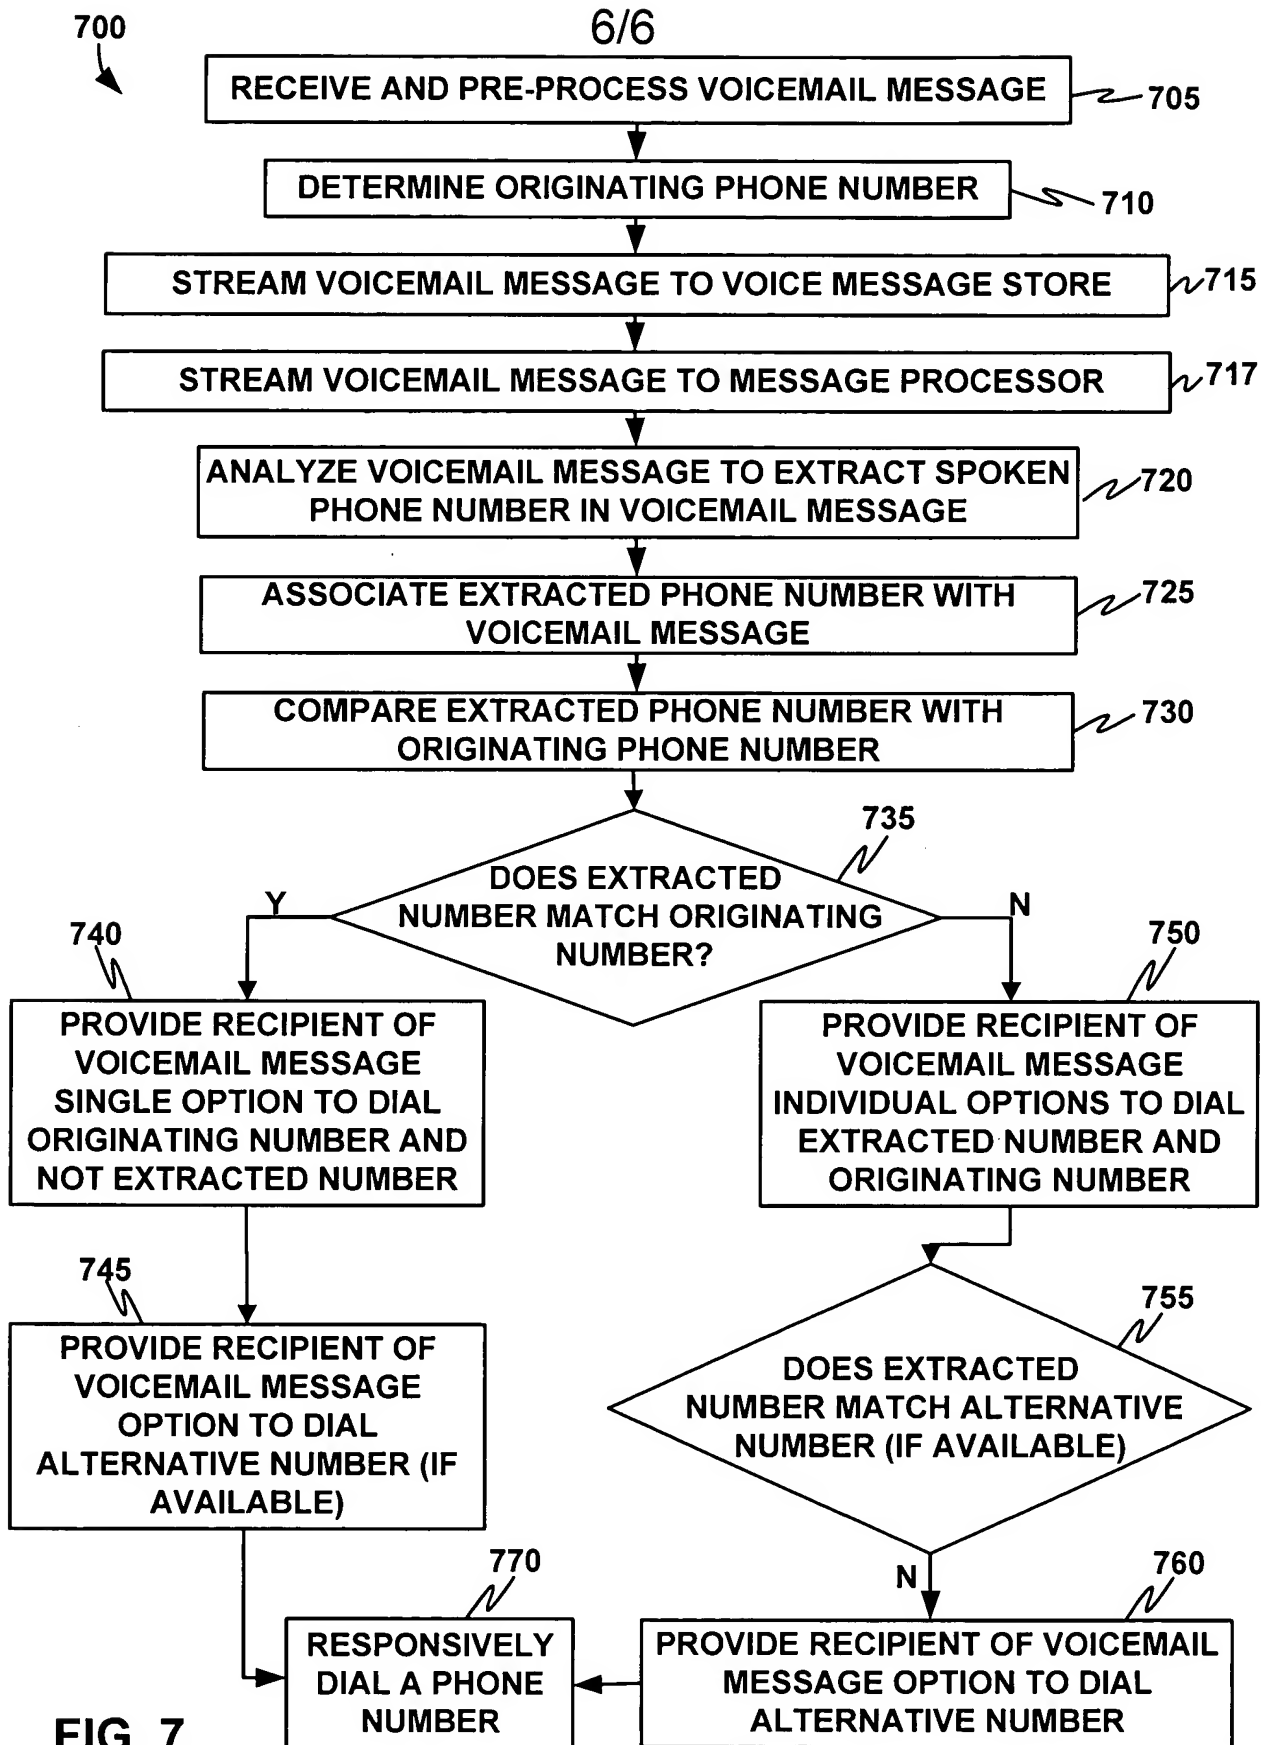 6/6
700
RECEIVE AND PRE-PROCESS VOICEMAIL MESSAGE
705
DETERMINE ORIGINATING PHONE NUMBER
710
STREAM VOICEMAIL MESSAGE TO VOICE MESSAGE STORE
715
STREAM VOICEMAIL MESSAGE TO MESSAGE PROCESSOR
717
ANALYZE VOICEMAIL MESSAGE TO EXTRACT SPOKEN
PHONE NUMBER IN VOICEMAIL MESSAGE
720
ASSOCIATE EXTRACTED PHONE NUMBER WITH
VOICEMAIL MESSAGE
725
COMPARE EXTRACTED PHONE NUMBER WITH
ORIGINATING PHONE NUMBER
730
735
DOES EXTRACTED
NUMBER MATCH ORIGINATING
NUMBER?
Y
N
740
PROVIDE RECIPIENT OF
VOICEMAIL MESSAGE
SINGLE OPTION TO DIAL
ORIGINATING NUMBER AND
NOT EXTRACTED NUMBER
750
PROVIDE RECIPIENT OF
VOICEMAIL MESSAGE
INDIVIDUAL OPTIONS TO DIAL
EXTRACTED NUMBER AND
ORIGINATING NUMBER
745
PROVIDE RECIPIENT OF
VOICEMAIL MESSAGE
OPTION TO DIAL
ALTERNATIVE NUMBER (IF
AVAILABLE)
755
DOES EXTRACTED
NUMBER MATCH ALTERNATIVE
NUMBER (IF AVAILABLE)
N
770
RESPONSIVELY
DIAL A PHONE
NUMBER
760
PROVIDE RECIPIENT OF VOICEMAIL
MESSAGE OPTION TO DIAL
ALTERNATIVE NUMBER
FIG. 7